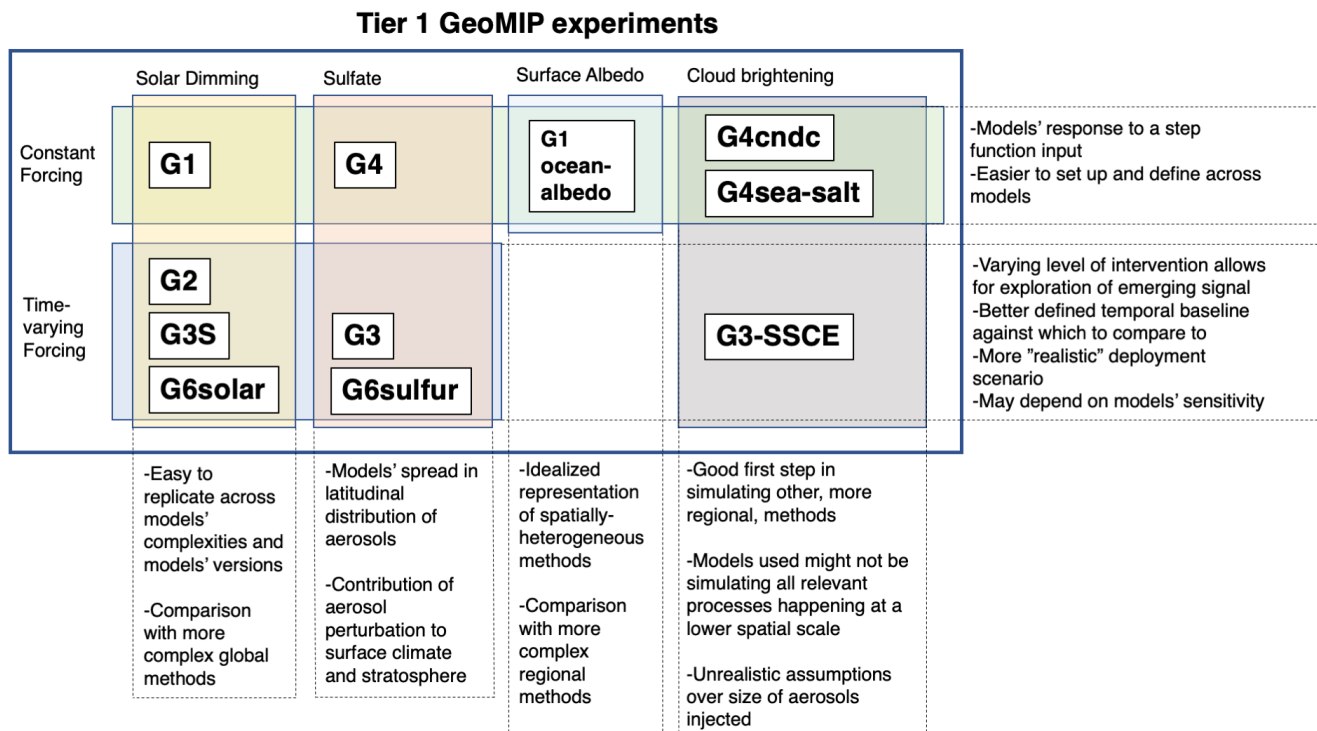 Tier 1 GeoMIP experiments
Solar Dimming
Sulfate
Surface Albedo
Cloud brightening
Constant
Forcing
G1
G4
G1
ocean-
albedo
G4cndc
G4sea-salt
-Models' response to a step
function input
-Easier to set up and define across
models
Time-
varying
Forcing
G2
G3S
G6solar
G3
G6sulfur
G3-SSCE
-Varying level of intervention allows
for exploration of emerging signal
-Better defined temporal baseline
against which to compare to
-More ”realistic” deployment
scenario
-May depend on models' sensitivity
-Easy to
replicate across
models'
complexities and
models' versions
-Comparison
with more
complex global
methods
-Models' spread in
latitudinal
distribution of
aerosols
-Contribution of
aerosol
perturbation to
surface climate
and stratosphere
-Idealized
representation
of spatially-
heterogeneous
methods
-Comparison
with more
complex
regional
methods
-Good first step in
simulating other, more
regional, methods
-Models used might not be
simulating all relevant
processes happening at a
lower spatial scale
-Unrealistic assumptions
over size of aerosols
injected